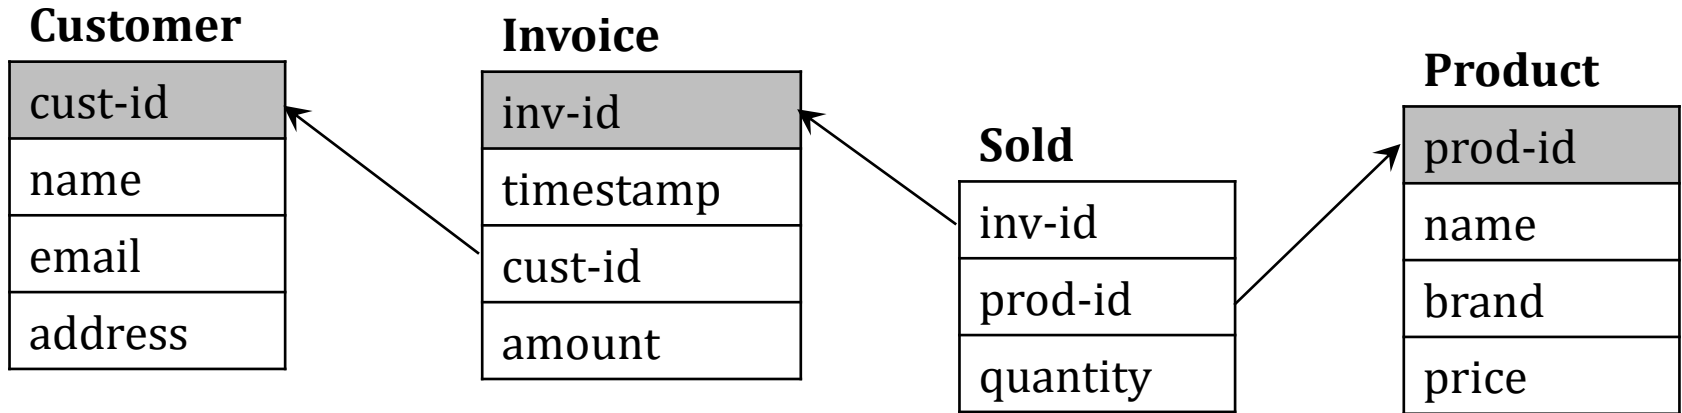 Customer
cust-id
name
email
address
Invoice
inv-id
timestamp
cust-id
amount
Sold
inv-id
prod-id
quantity
Product
prod-id
name
brand
price